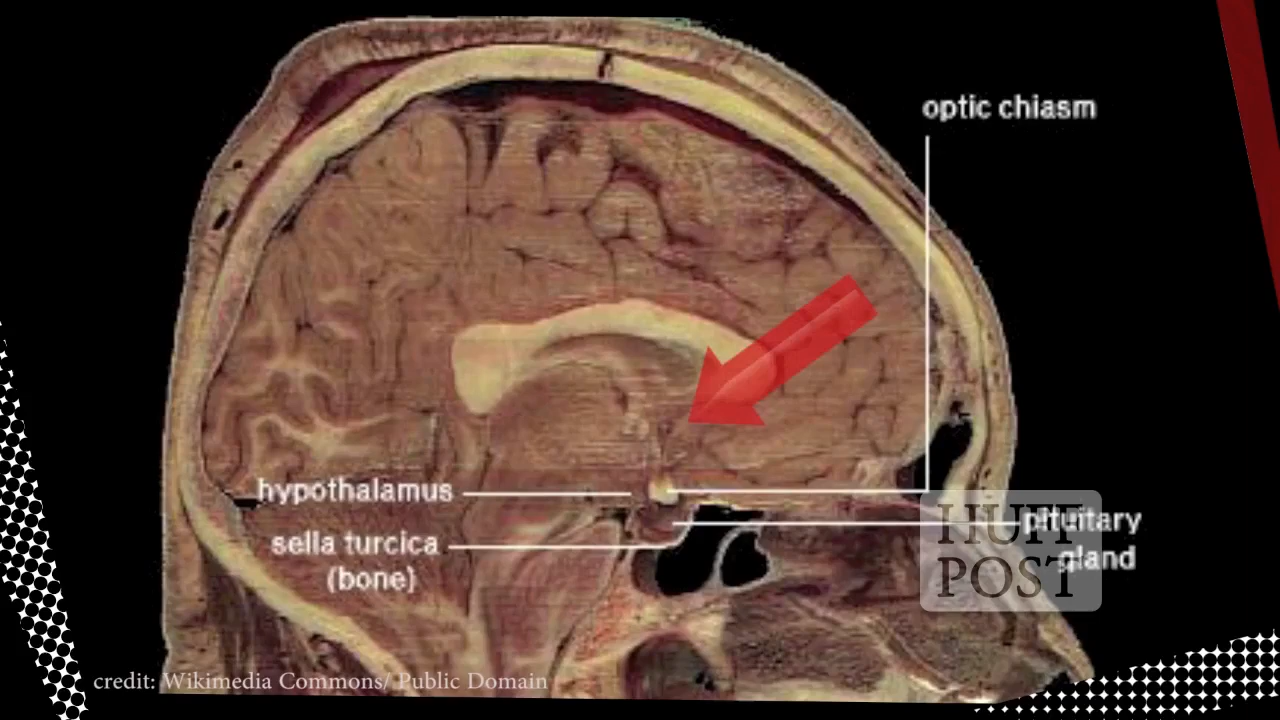 optic chiasm
hypothalamus
sella turcica
(bone)
pituitary
gland
HUFF
POST
credit: Wikimedia Commons/ Public Domain